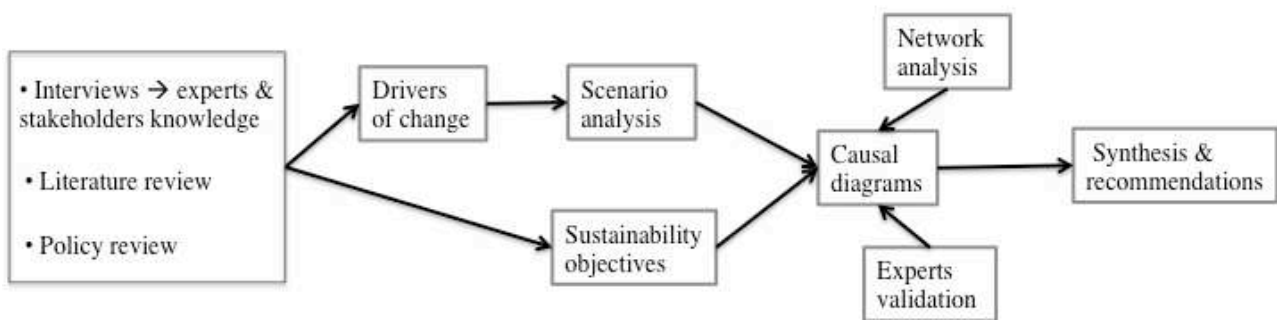 • Interviews → experts &
stakeholders knowledge
• Literature review
• Policy review
Drivers
of change
Scenario
analysis
Sustainability
objectives
Network
analysis
Causal
diagrams
Experts
validation
Synthesis &
recommendations